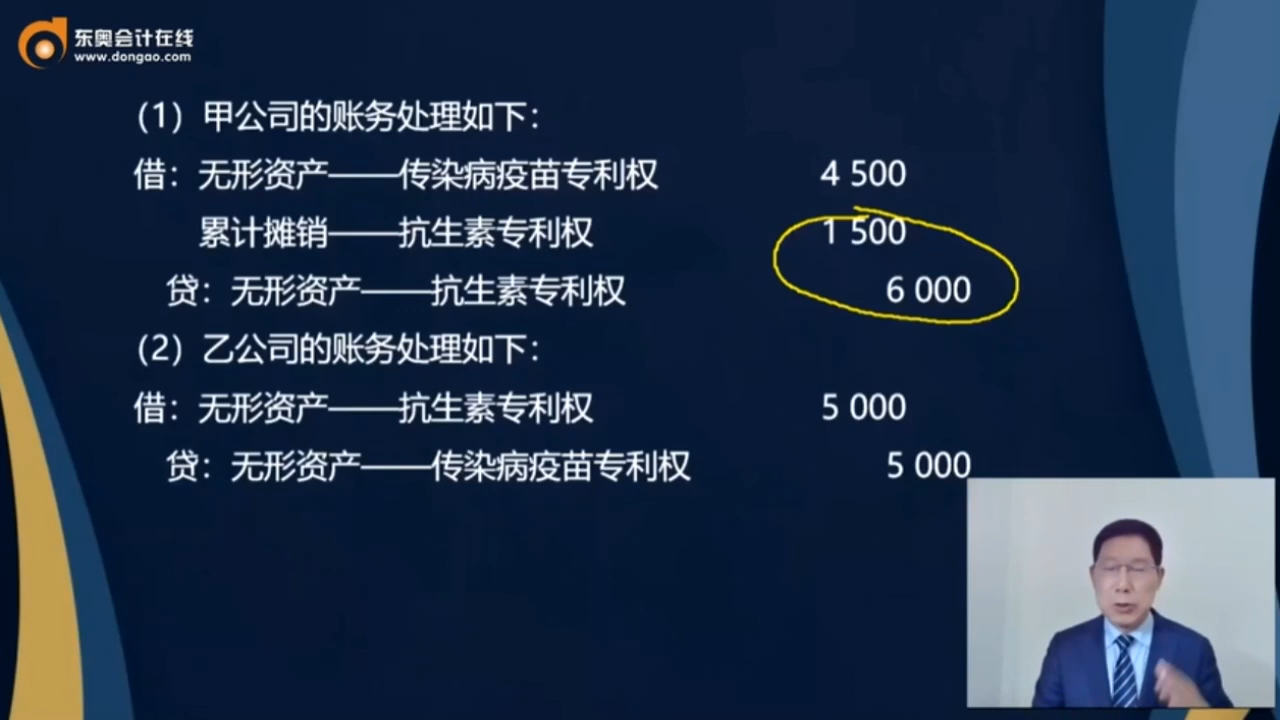 东奥会计在线
www.dongao.com
（1）甲公司的账务处理如下：
借：无形资产——传染病疫苗专利权 4 500
累计摊销——抗生素专利权 1 500
贷：无形资产——抗生素专利权 6 000
（2）乙公司的账务处理如下：
借：无形资产——抗生素专利权 5 000
贷：无形资产——传染病疫苗专利权 5 000